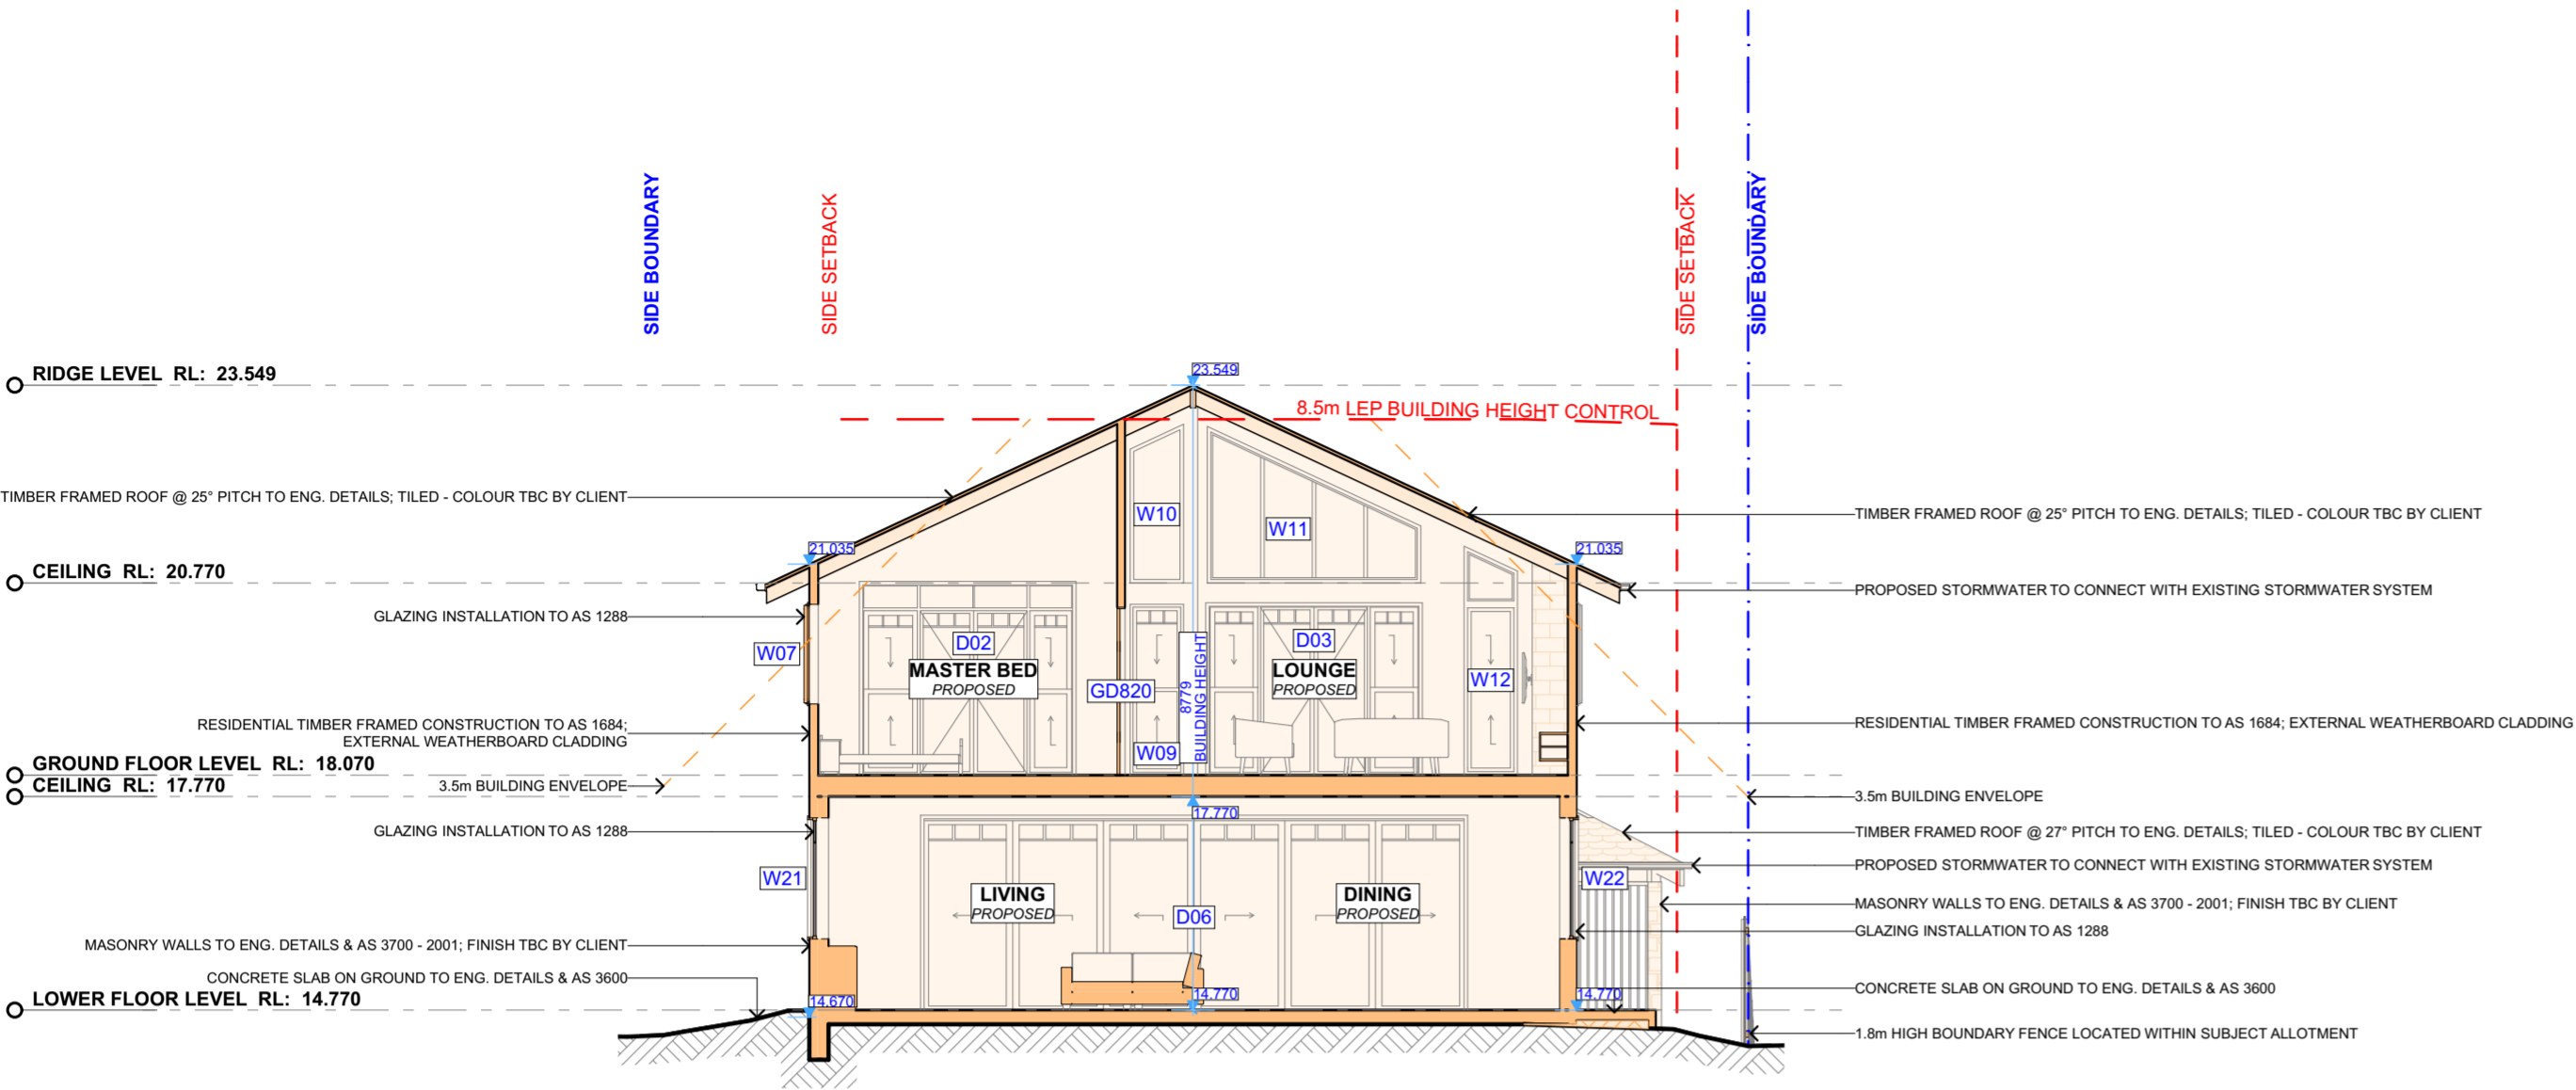 SIDE BOUNDARY
SIDE SETBACK
SIDE SETBACK
SIDE BOUNDARY
RIDGE LEVEL RL: 23.549
23.549
8.5m LEP BUILDING HEIGHT CONTROL
TIMBER FRAMED ROOF @ 25° PITCH TO ENG. DETAILS; TILED - COLOUR TBC BY CLIENT
W10
W11
TIMBER FRAMED ROOF @ 25° PITCH TO ENG. DETAILS; TILED - COLOUR TBC BY CLIENT
21.035
21.035
CEILING RL: 20.770
PROPOSED STORMWATER TO CONNECT WITH EXISTING STORMWATER SYSTEM
GLAZING INSTALLATION TO AS 1288
W07
D02
MASTER BED
PROPOSED
GD820
8779
BUILDING HEIGHT
D03
LOUNGE
PROPOSED
W12
RESIDENTIAL TIMBER FRAMED CONSTRUCTION TO AS 1684;
EXTERNAL WEATHERBOARD CLADDING
W09
RESIDENTIAL TIMBER FRAMED CONSTRUCTION TO AS 1684; EXTERNAL WEATHERBOARD CLADDING
GROUND FLOOR LEVEL RL: 18.070
CEILING RL: 17.770
3.5m BUILDING ENVELOPE
3.5m BUILDING ENVELOPE
17.770
GLAZING INSTALLATION TO AS 1288
TIMBER FRAMED ROOF @ 27° PITCH TO ENG. DETAILS; TILED - COLOUR TBC BY CLIENT
PROPOSED STORMWATER TO CONNECT WITH EXISTING STORMWATER SYSTEM
W21
LIVING
PROPOSED
D06
DINING
PROPOSED
W22
MASONRY WALLS TO ENG. DETAILS & AS 3700 - 2001; FINISH TBC BY CLIENT
GLAZING INSTALLATION TO AS 1288
MASONRY WALLS TO ENG. DETAILS & AS 3700 - 2001; FINISH TBC BY CLIENT
CONCRETE SLAB ON GROUND TO ENG. DETAILS & AS 3600
CONCRETE SLAB ON GROUND TO ENG. DETAILS & AS 3600
LOWER FLOOR LEVEL RL: 14.770
14.670
14.770
14.770
1.8m HIGH BOUNDARY FENCE LOCATED WITHIN SUBJECT ALLOTMENT